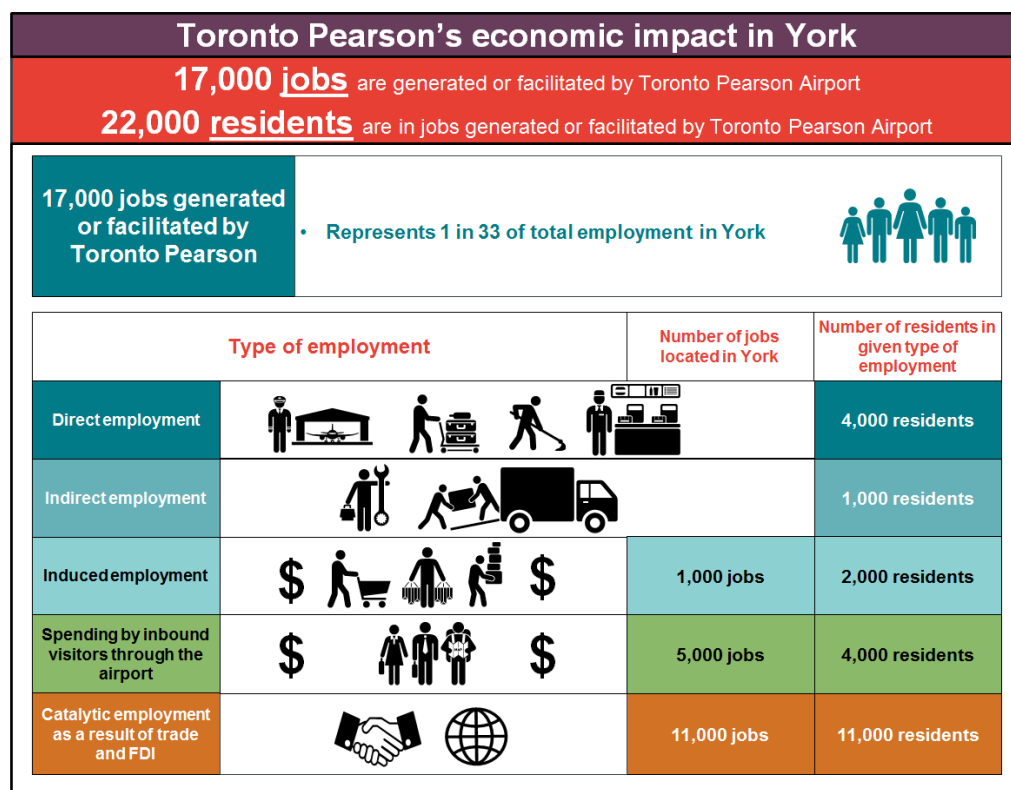 Toronto Pearson's economic impact in York
17,000 jobs are generated or facilitated by Toronto Pearson Airport
22,000 residents are in jobs generated or facilitated by Toronto Pearson Airport
17,000 jobs generated
or facilitated by
Toronto Pearson
• Represents 1 in 33 of total employment in York
Type of employment
Number of jobs
located in York
Number of residents in
given type of
employment
Direct employment
4,000 residents
Indirect employment
1,000 residents
Induced employment
$
$
1,000 jobs
2,000 residents
Spending by inbound
visitors through the
airport
$
$
5,000 jobs
4,000 residents
Catalytic employment
as a result of trade
and FDI
11,000 jobs
11,000 residents